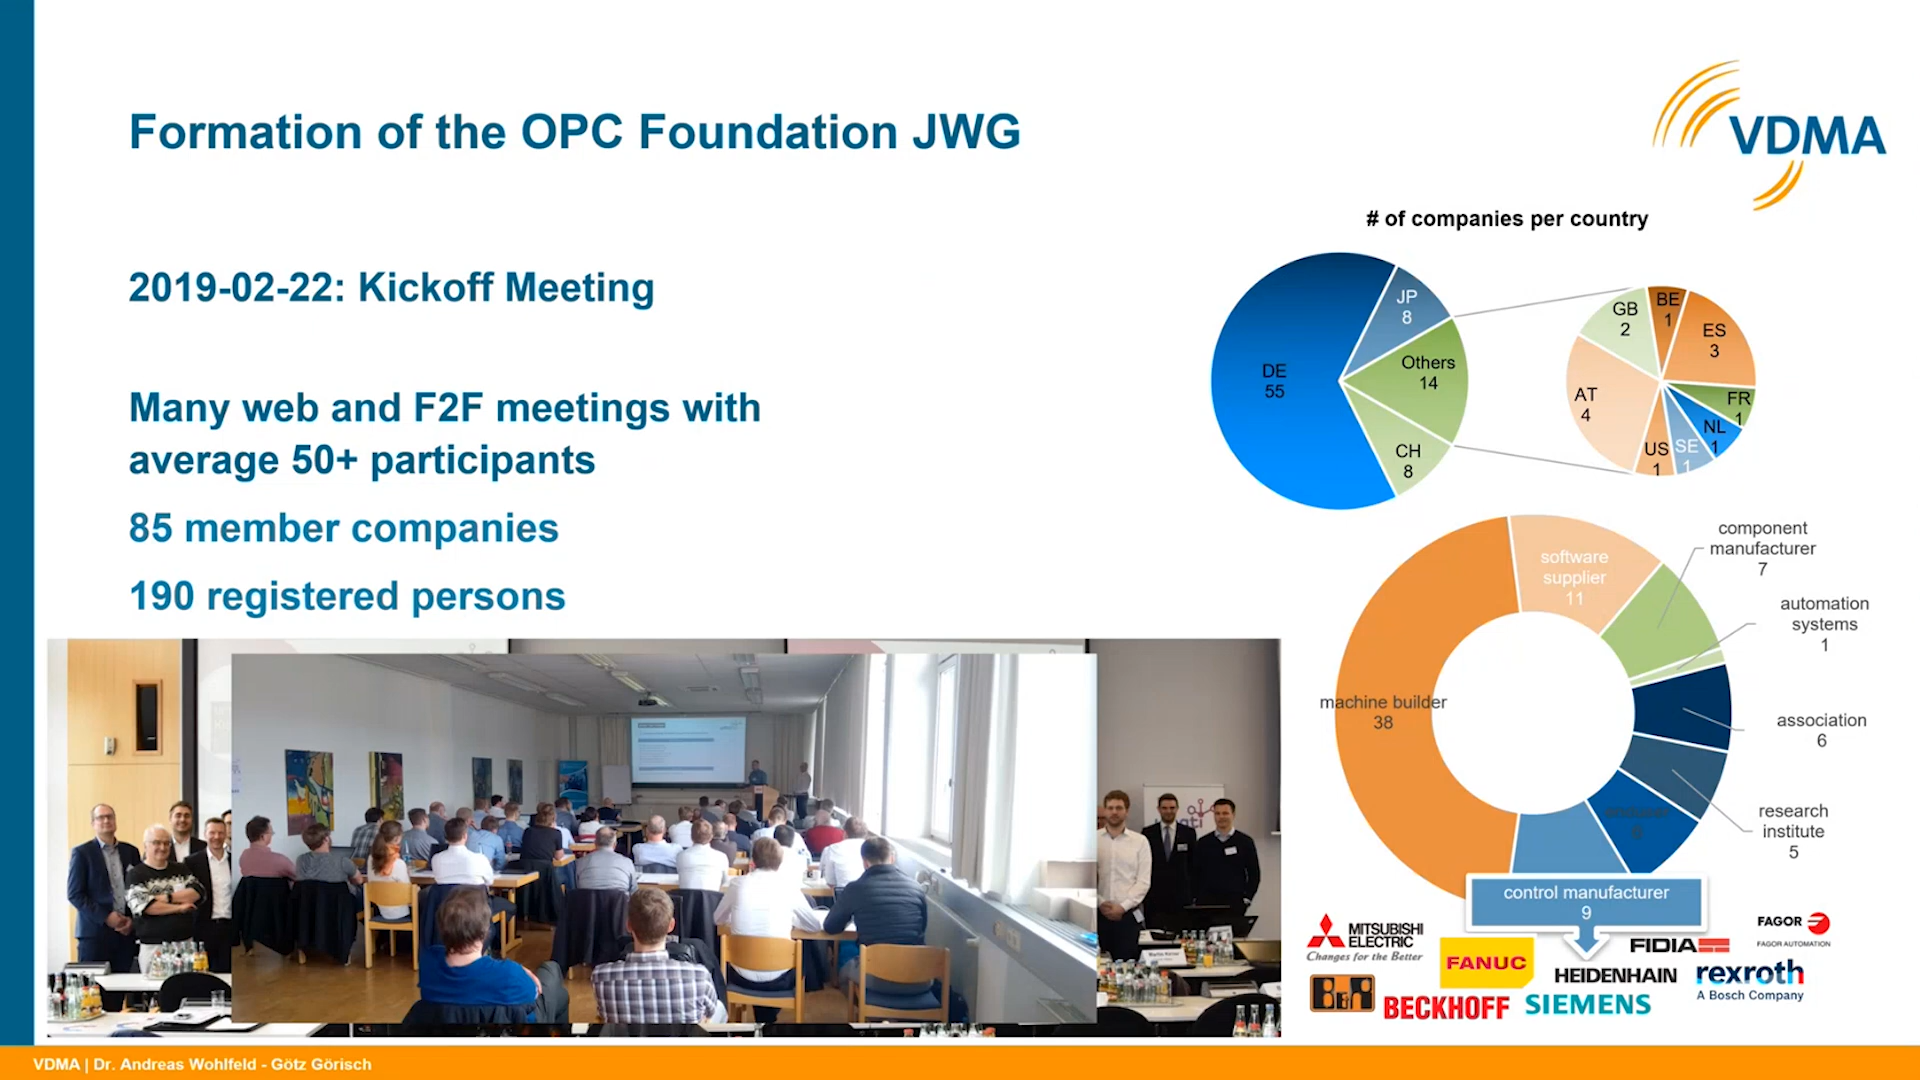 Formation of the OPC Foundation JWG
VDMA
2019-02-22: Kickoff Meeting
Many web and F2F meetings with
average 50+ participants
85 member companies
190 registered persons
# of companies per country
DE
55
JP
8
Others
14
CH
8
GB
2
BE
1
ES
3
FR
1
NL
1
SE
1
US
1
AT
4
software
supplier
11
component
manufacturer
7
automation
systems
1
association
6
research
institute
5
machine builder
38
control manufacturer
9
MITSUBISHI
ELECTRIC
Changes for the Better
FANUC
FIDIA
FAGOR
FAGOR AUTOMATION
HEIDENHAIN
rexroth
A Bosch Company
B&R
BECKHOFF
SIEMENS
VDMA | Dr. Andreas Wohlfeld - Götz Görisch